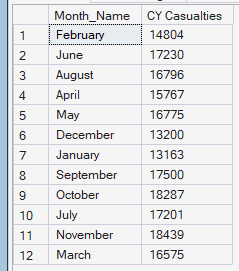 Month_Name CY Casualties
1 February 14804
2 June 17230
3 August 16796
4 April 15767
5 May 16775
6 December 13200
7 January 13163
8 September 17500
9 October 18287
10 July 17201
11 November 18439
12 March 16575